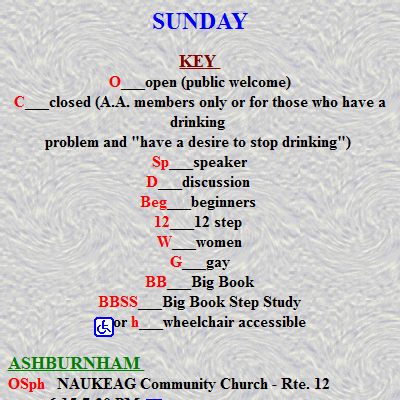 SUNDAY
KEY
O___open (public welcome)
C___closed (A.A. members only or for those who have a
drinking
problem and "have a desire to stop drinking")
Sp___speaker
D___discussion
Beg___beginners
12___12 step
W___women
G___gay
BB___Big Book
BBSS___Big Book Step Study
or h___wheelchair accessible
ASHBURNHAM
OSph NAUKEAG Community Church - Rte. 12